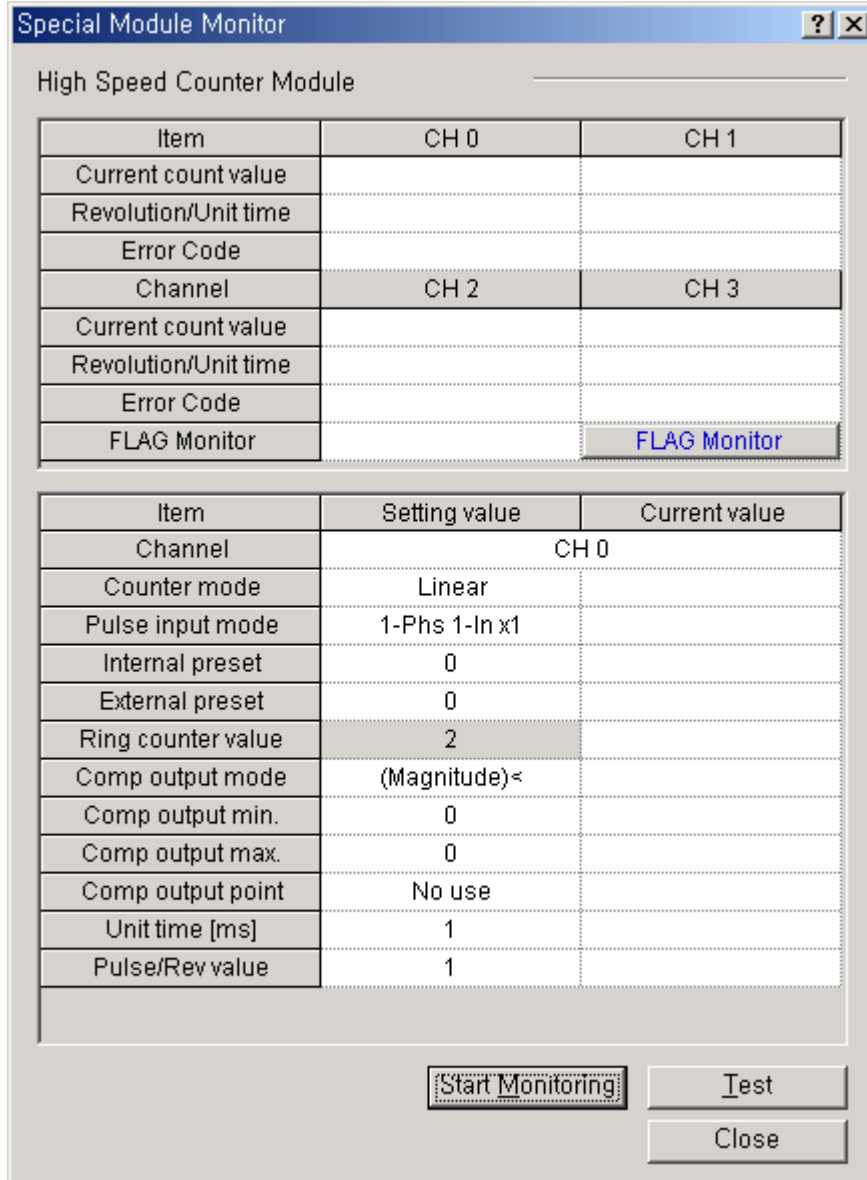 Special Module Monitor
High Speed Counter Module
Item CH 0 CH 1
Current count value
Revolution/Unit time
Error Code
Channel CH 2 CH 3
Current count value
Revolution/Unit time
Error Code
FLAG Monitor FLAG Monitor
Item Setting value Current value
Channel CH 0
Counter mode Linear
Pulse input mode 1-Phs 1-In x1
Internal preset 0
External preset 0
Ring counter value 2
Comp output mode (Magnitude)<
Comp output min. 0
Comp output max. 0
Comp output point No use
Unit time [ms] 1
Pulse/Rev value 1
Start Monitoring Test
Close